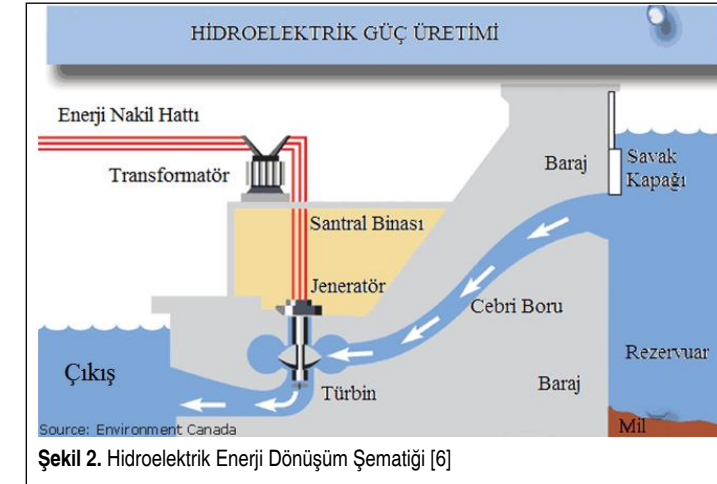 HİDROELEKTRİK GÜÇ ÜRETİMİ
Enerji Nakil Hattı
Transformatör
Baraj
Savak
Kapağı
Santral Binası
Jeneratör
Cebri Boru
Rezervuar
Çıkış
Türbin
Baraj
Mil
Source: Environment Canada
Şekil 2. Hidroelektrik Enerji Dönüşüm Şematiği [6]